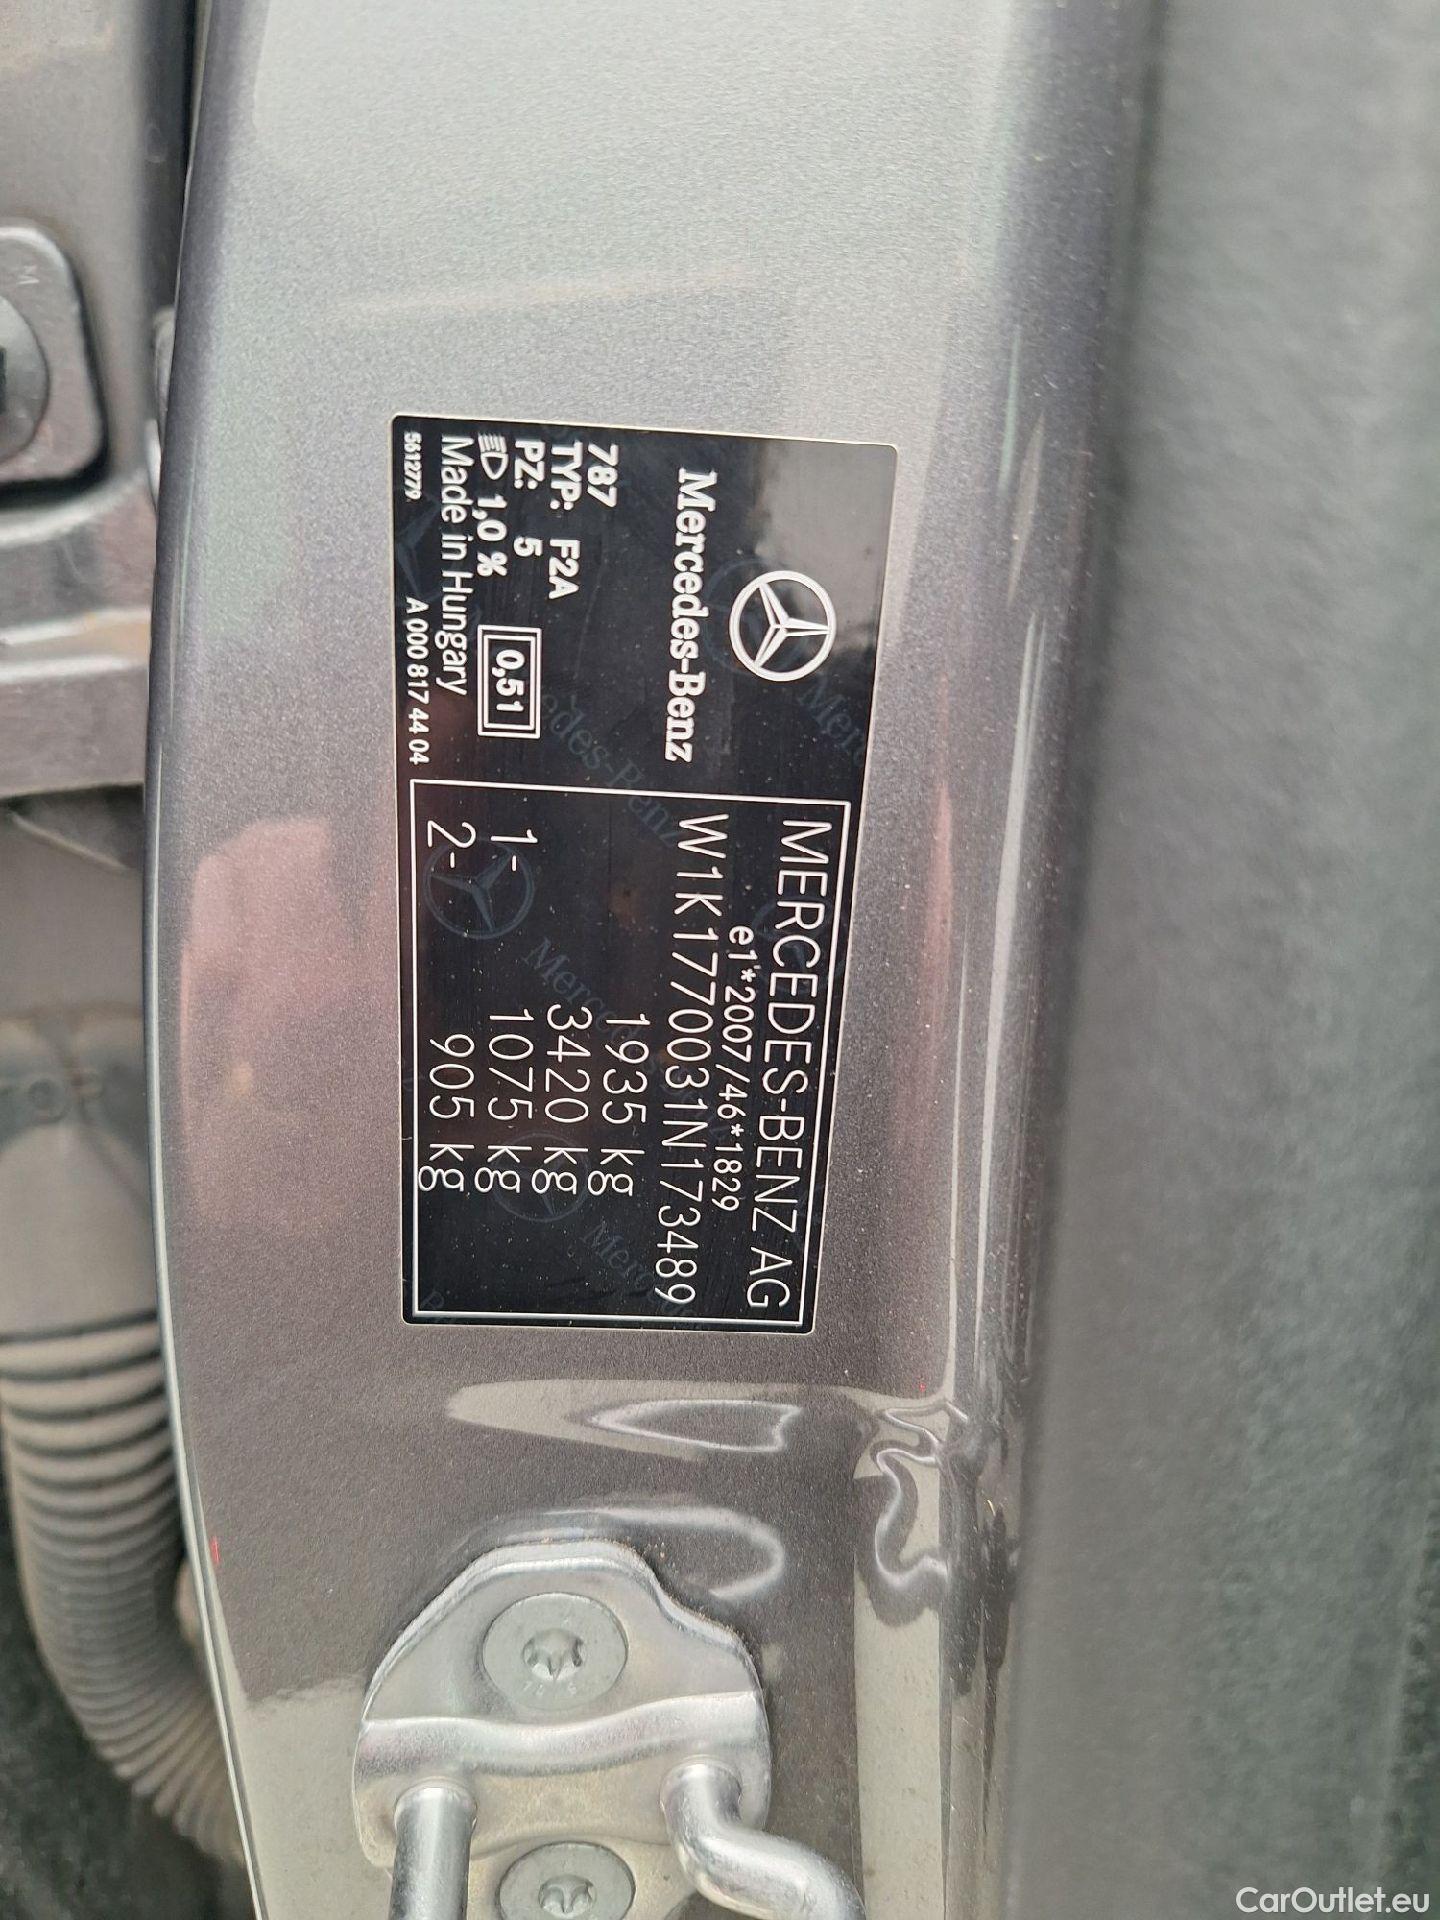 Mercedes-Benz
787
TYP: F2A
PZ: 5
1,0 %
0,51
Made in Hungary
5612779 A 000 817 44 04
MERCEDES-BENZ AG
e1*2007/46*1829
W1K1770031N173489
1935 kg
3420 kg
1- 1075 kg
2- 905 kg
CarOutlet.eu